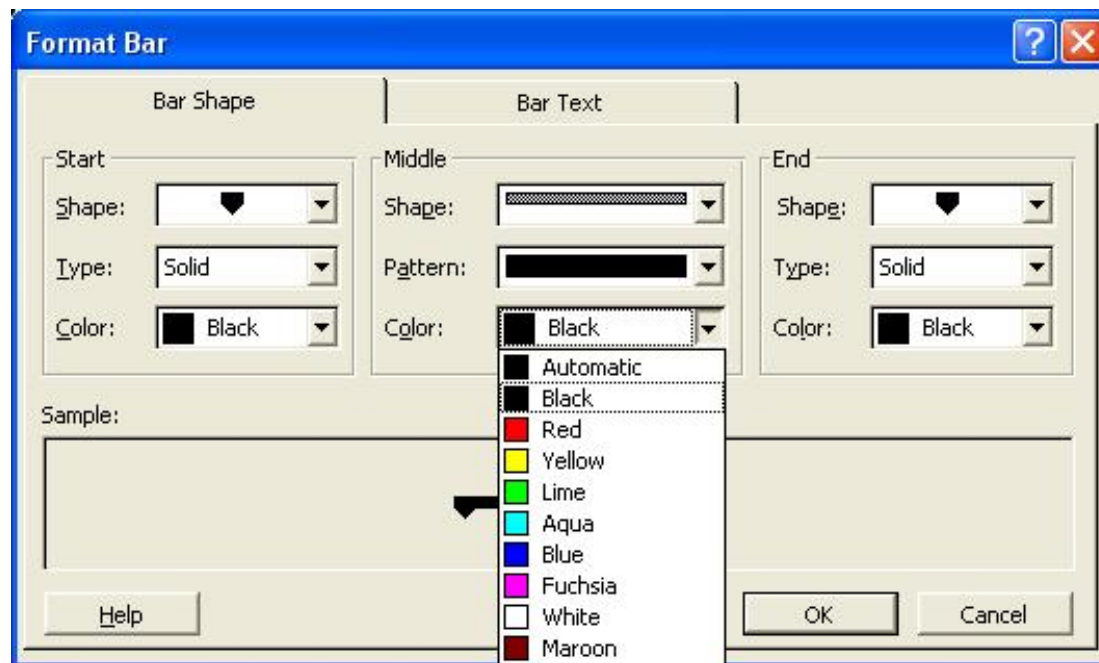 Format Bar
Bar Shape
Bar Text
Start
Shape:
Type: Solid
Color: Black
Middle
Shape:
Pattern:
Color: Black
Automatic
Black
Red
Yellow
Lime
Aqua
Blue
Fuchsia
White
Maroon
End
Shape:
Type: Solid
Color: Black
Sample:
Help
OK
Cancel